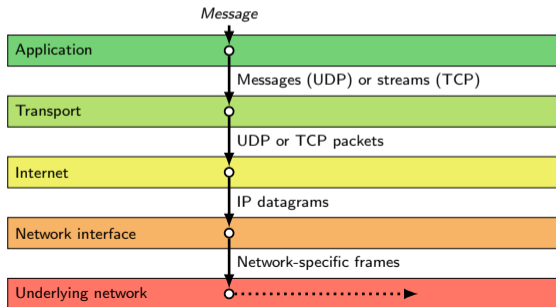 Message
Application
Messages (UDP) or streams (TCP)
Transport
UDP or TCP packets
Internet
IP datagrams
Network interface
Network-specific frames
Underlying network